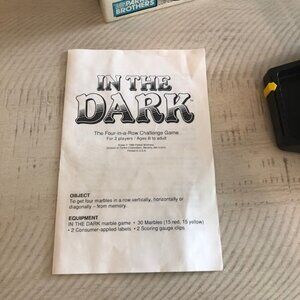 PARKER
BROTHERS
IN THE
DARK
The Four-in-a-Row Challenge Game
For 2 players / Ages 8 to adult
OBJECT
To get four marbles in a row vertically, horizontally or
diagonally – from memory.
EQUIPMENT
IN THE DARK marble game • 30 Marbles (15 red, 15 yellow)
• 2 Consumer-applied labels • 2 Scoring gauge clips